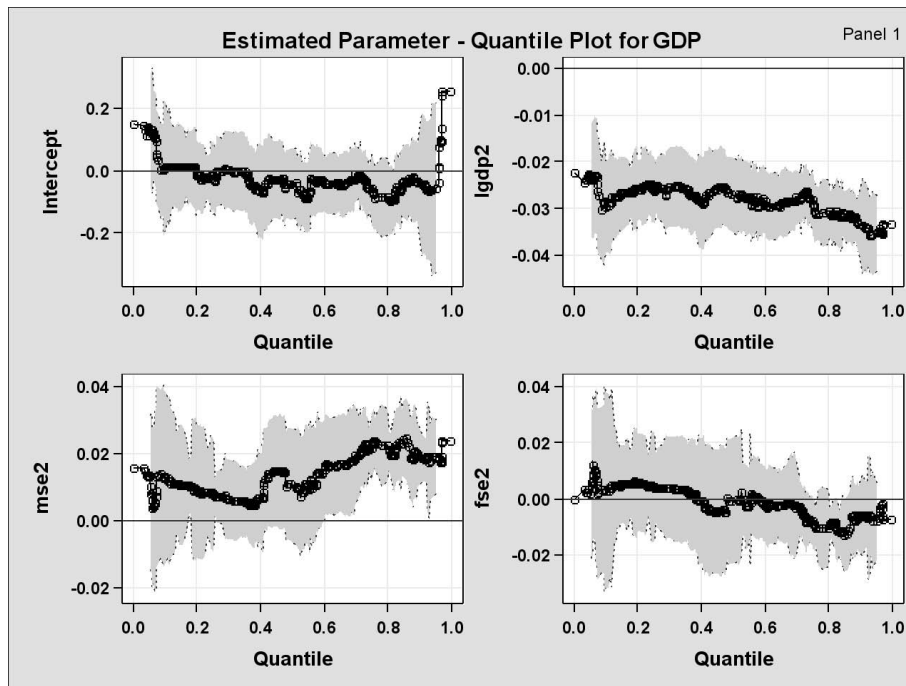 Estimated Parameter - Quantile Plot for GDP
Panel 1
Intercept
0.2
0.0
-0.2
0.0 0.2 0.4 0.6 0.8 1.0
Quantile
lgdp2
0.00
-0.01
-0.02
-0.03
-0.04
0.0 0.2 0.4 0.6 0.8 1.0
Quantile
mse2
0.04
0.02
0.00
-0.02
0.0 0.2 0.4 0.6 0.8 1.0
Quantile
fse2
0.04
0.02
0.00
-0.02
0.0 0.2 0.4 0.6 0.8 1.0
Quantile